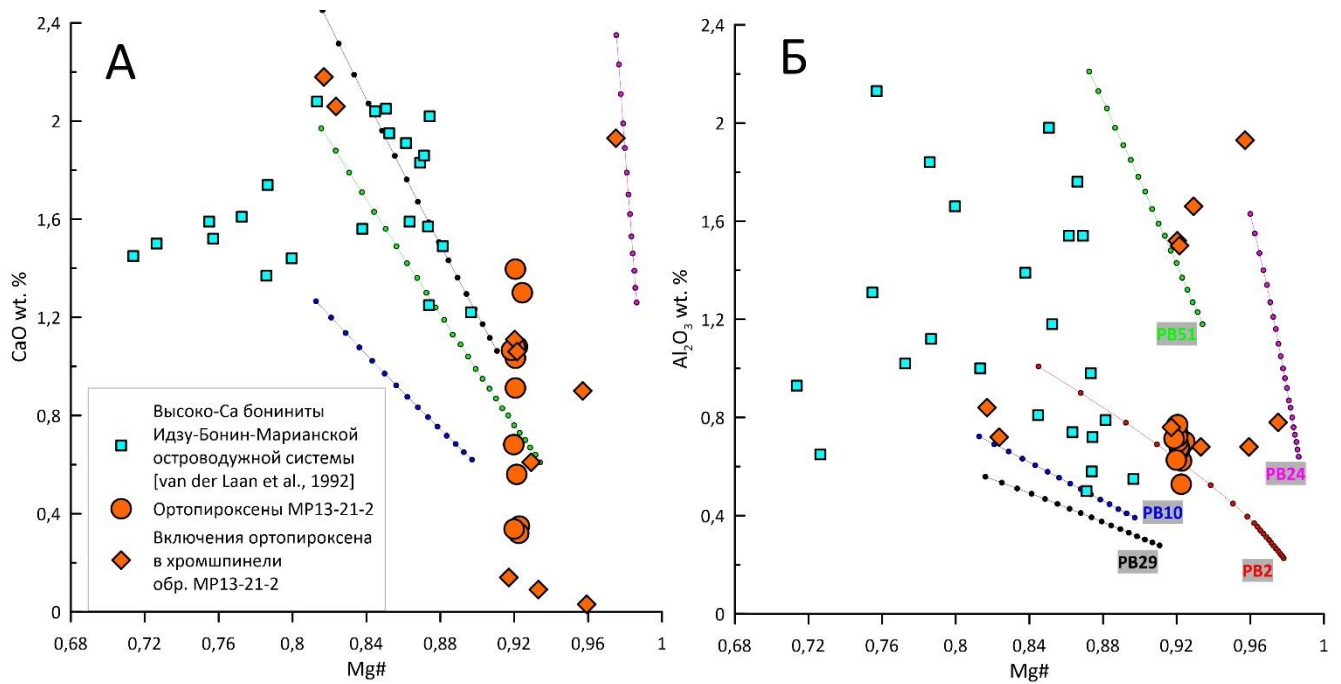 А
CaO wt. %
2,4
2
1,6
1,2
0,8
0,4
0
0,68
0,72
0,76
0,8
0,84
0,88
0,92
0,96
1
Mg#
Высоко-Са бониниты
Идзу-Бонин-Марианской
островодужной системы
[van der Laan et al., 1992]
Ортопироксены МР13-21-2
Включения ортопироксена
в хромшпинели
обр. МР13-21-2
Б
Al₂O₃ wt. %
2,4
2
1,6
1,2
0,8
0,4
0
PB51
PB24
PB10
PB29
PB2
0,68
0,72
0,76
0,8
0,84
0,88
0,92
0,96
1
Mg#